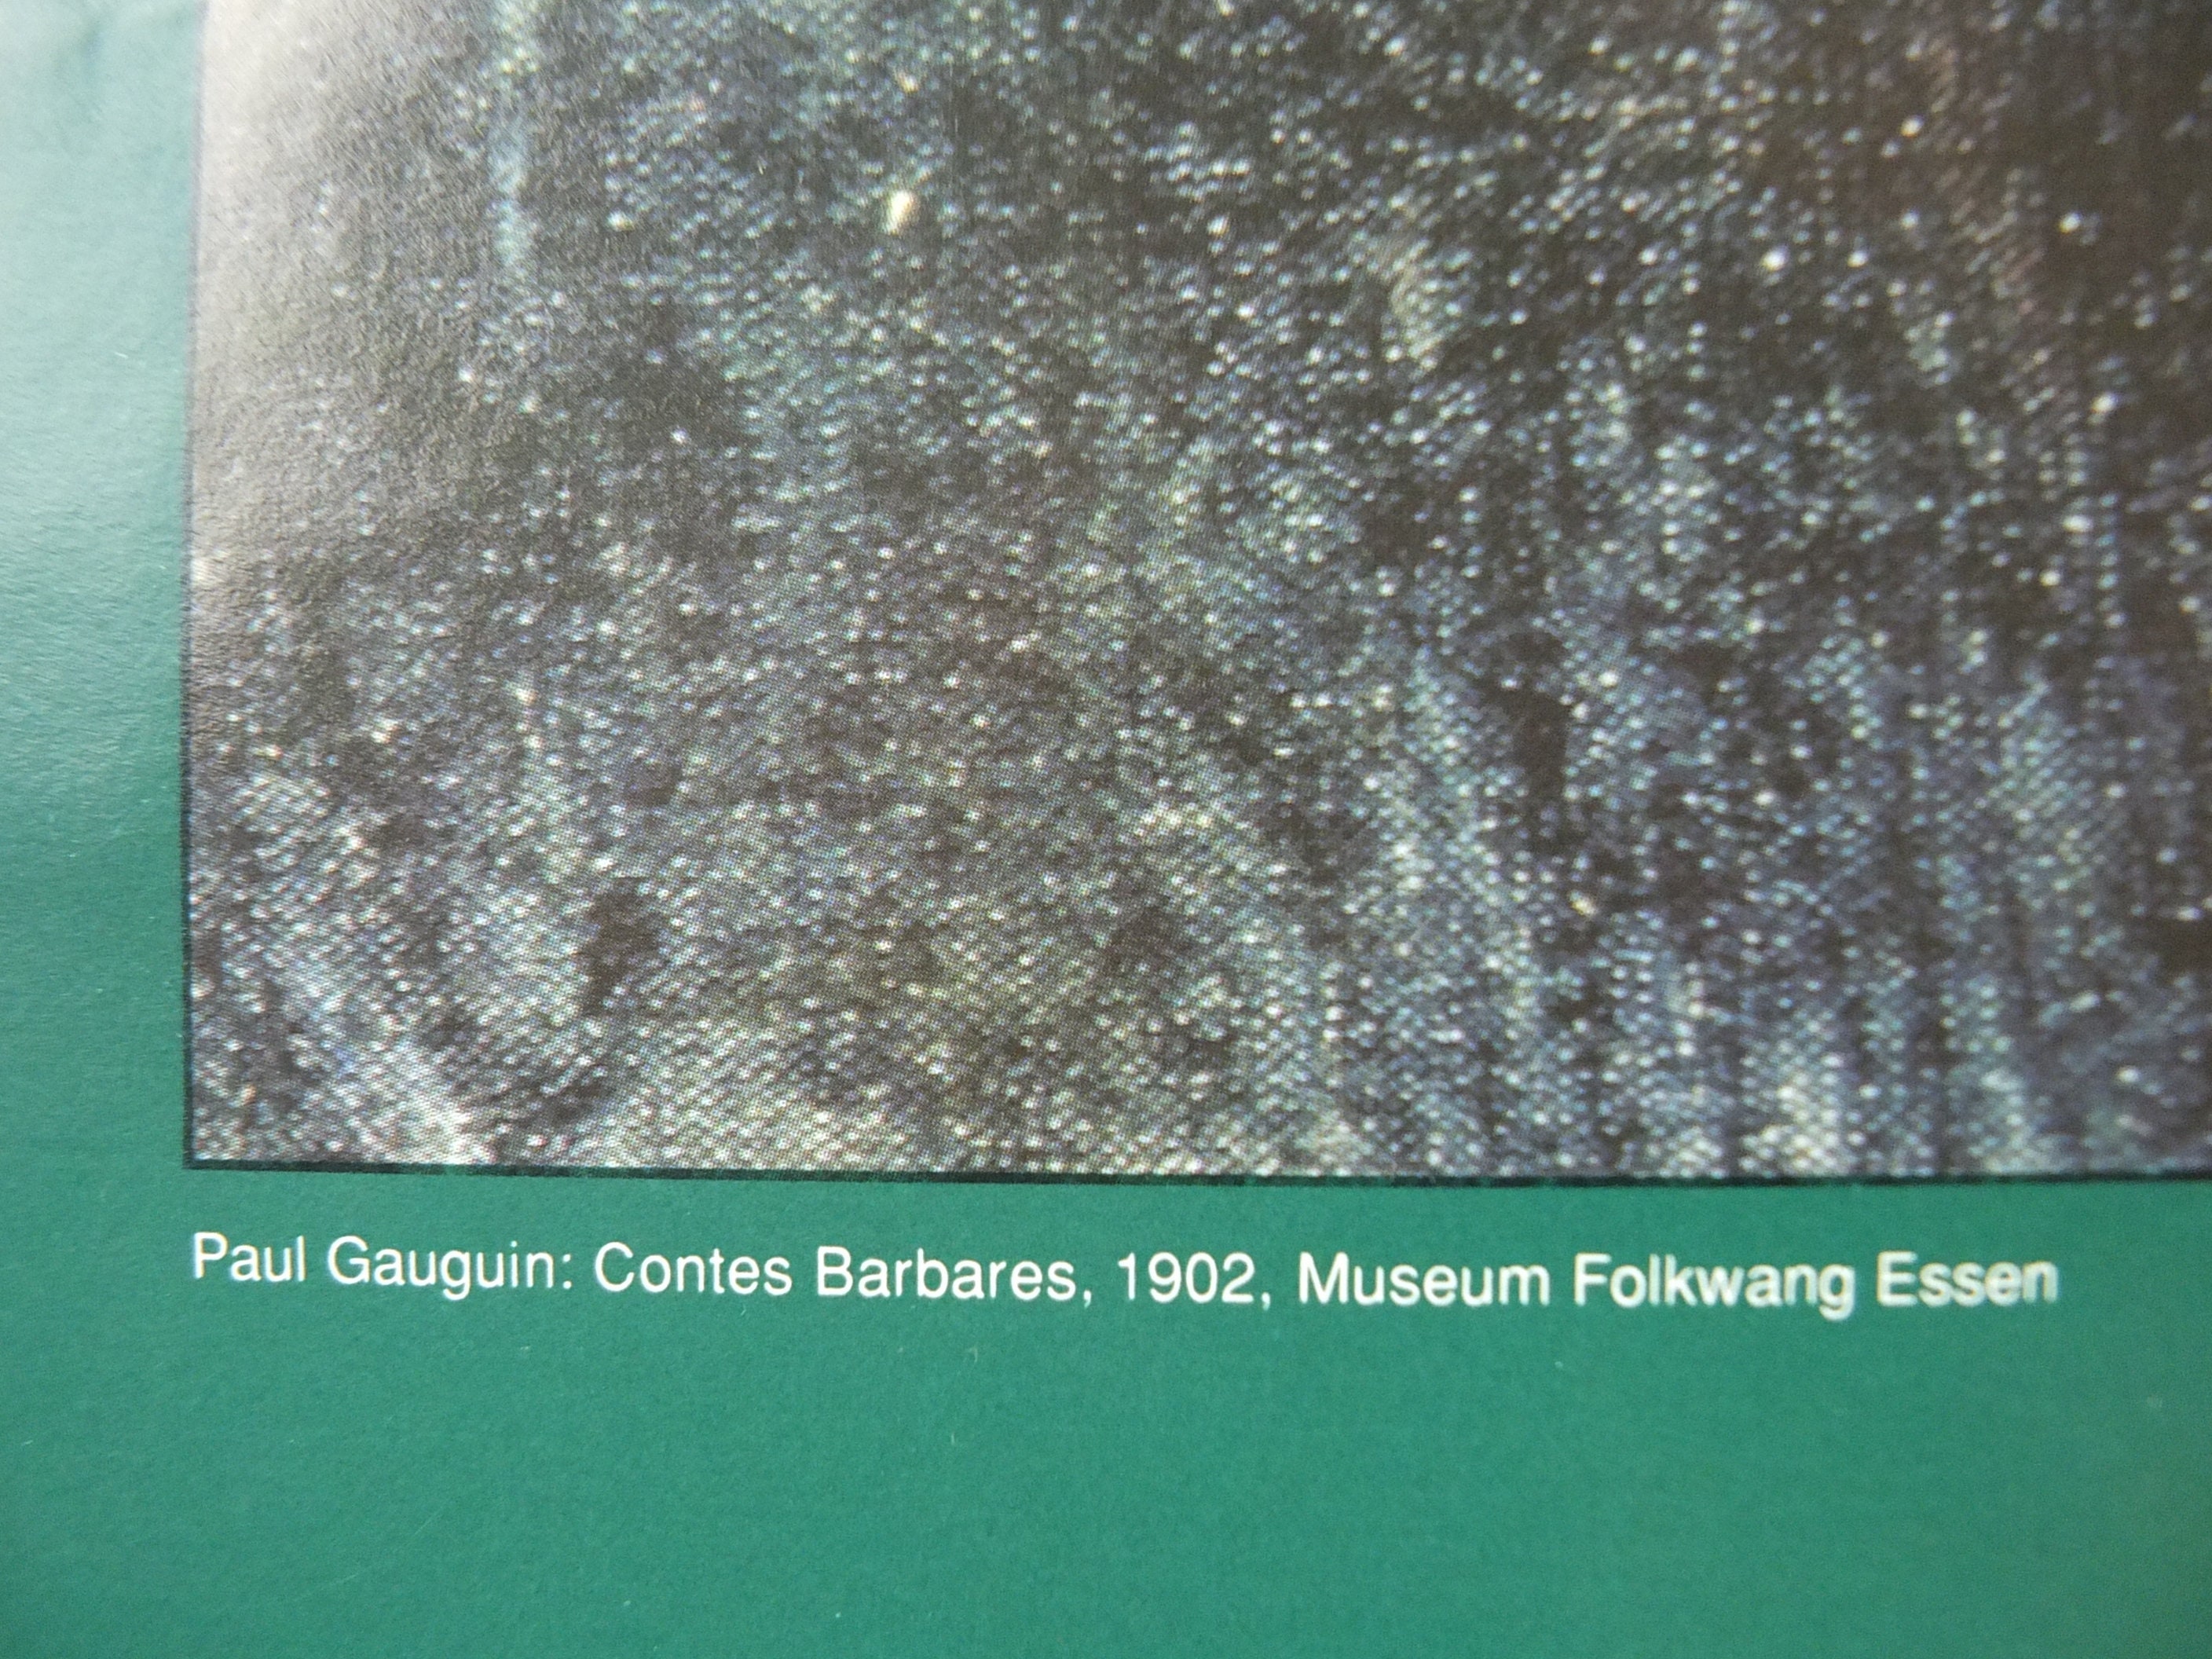 Paul Gauguin: Contes Barbares, 1902, Museum Folkwang Essen